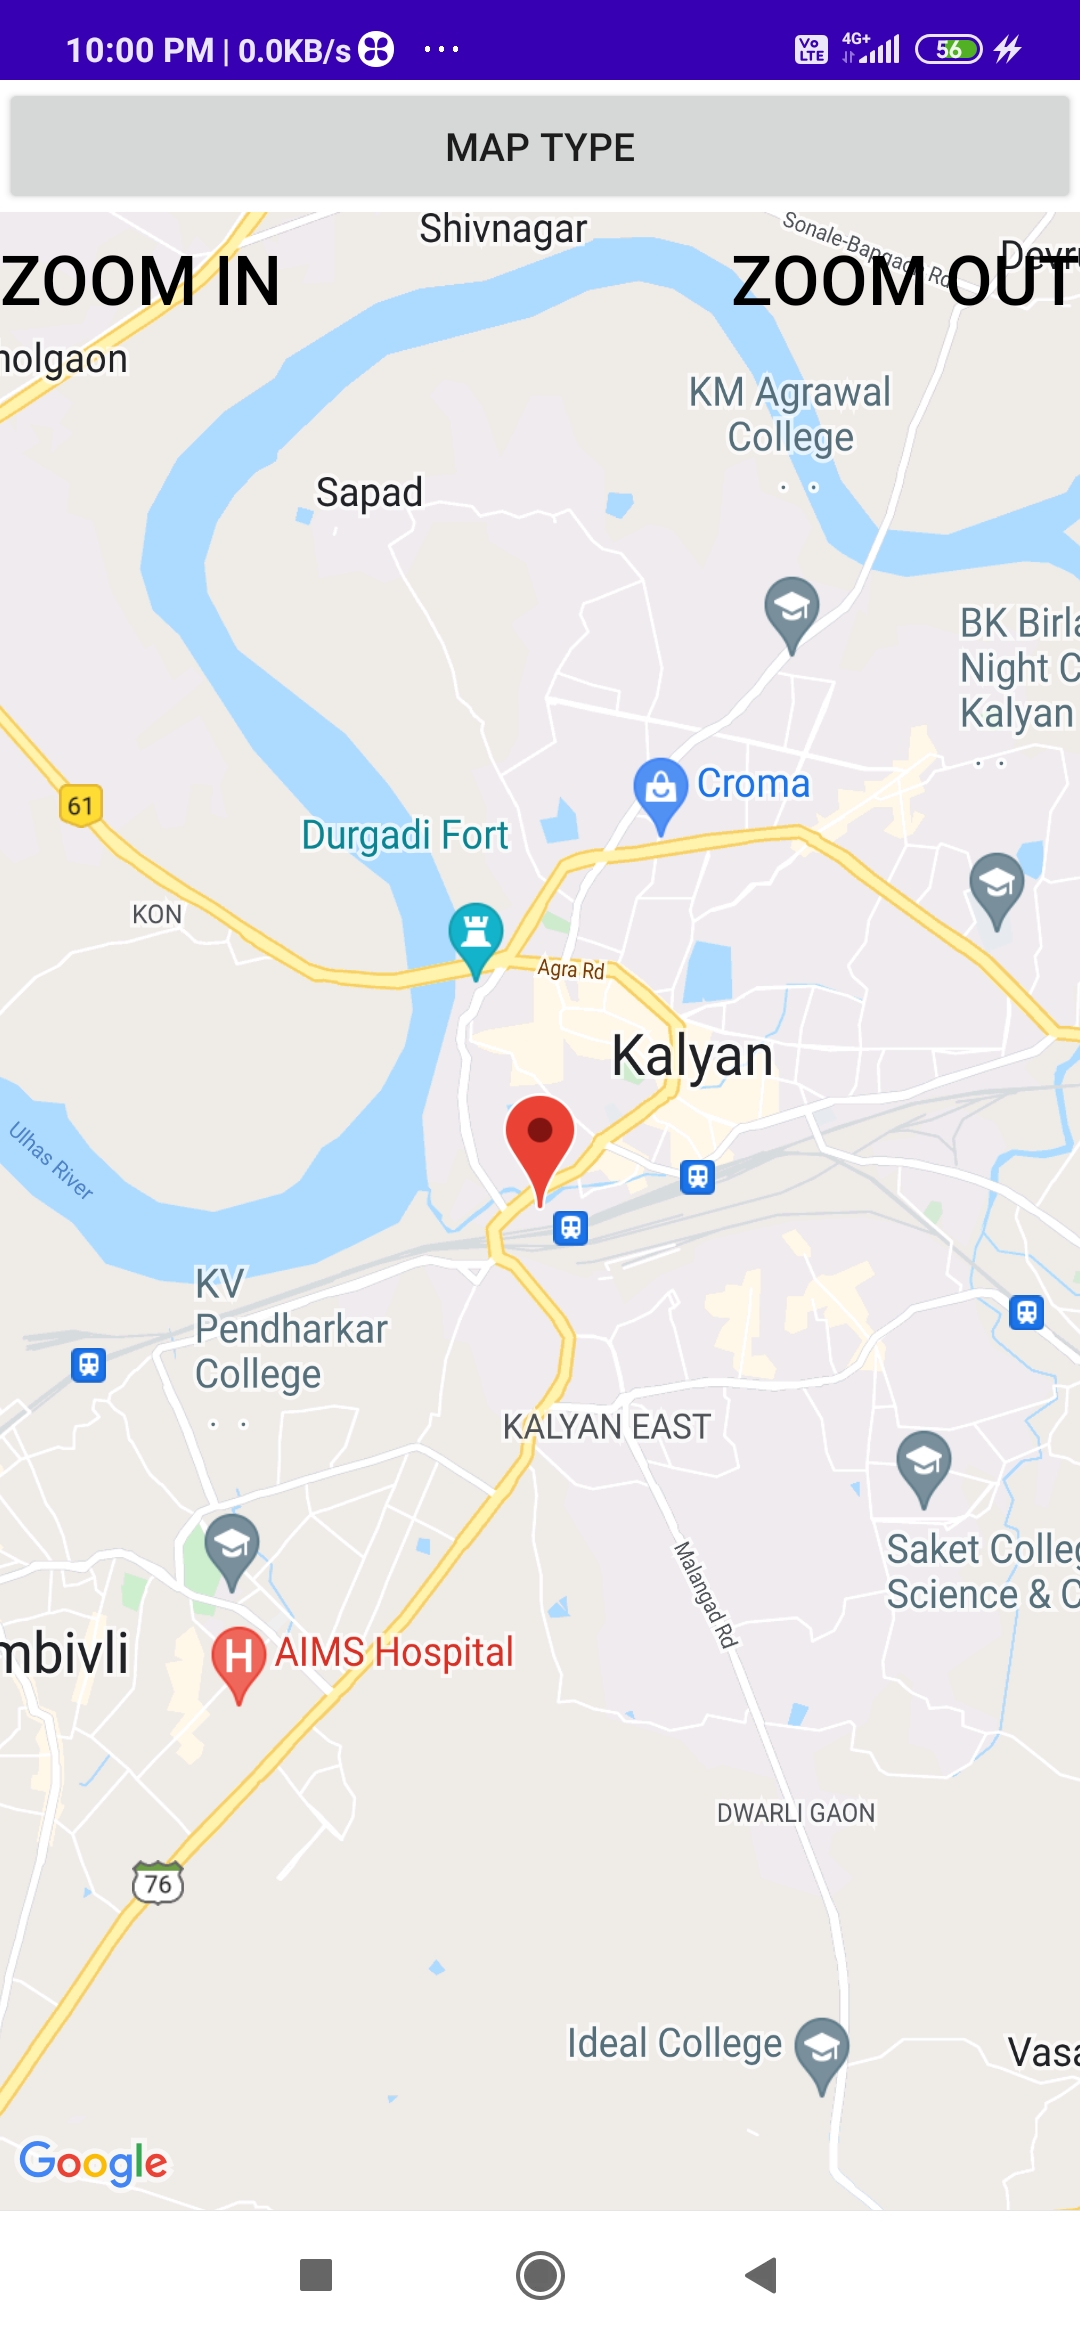 10:00 PM | 0.0KB/s ...
Vo LTE 4G+ 56
MAP TYPE
Shivnagar
Sonale-Bapgaon Rd
ZOOM IN
ZOOM OUT
KM Agrawal
College
Sapad
BK Birla
Night C
Kalyan
Croma
61
Durgadi Fort
KON
Agra Rd
Kalyan
Ulhas River
KV
Pendharkar
College
KALYAN EAST
Malangad Rd
Saket Colleg
Science & C
mbivli
H AIMS Hospital
DWARLI GAON
76
Ideal College
Vasa
Google